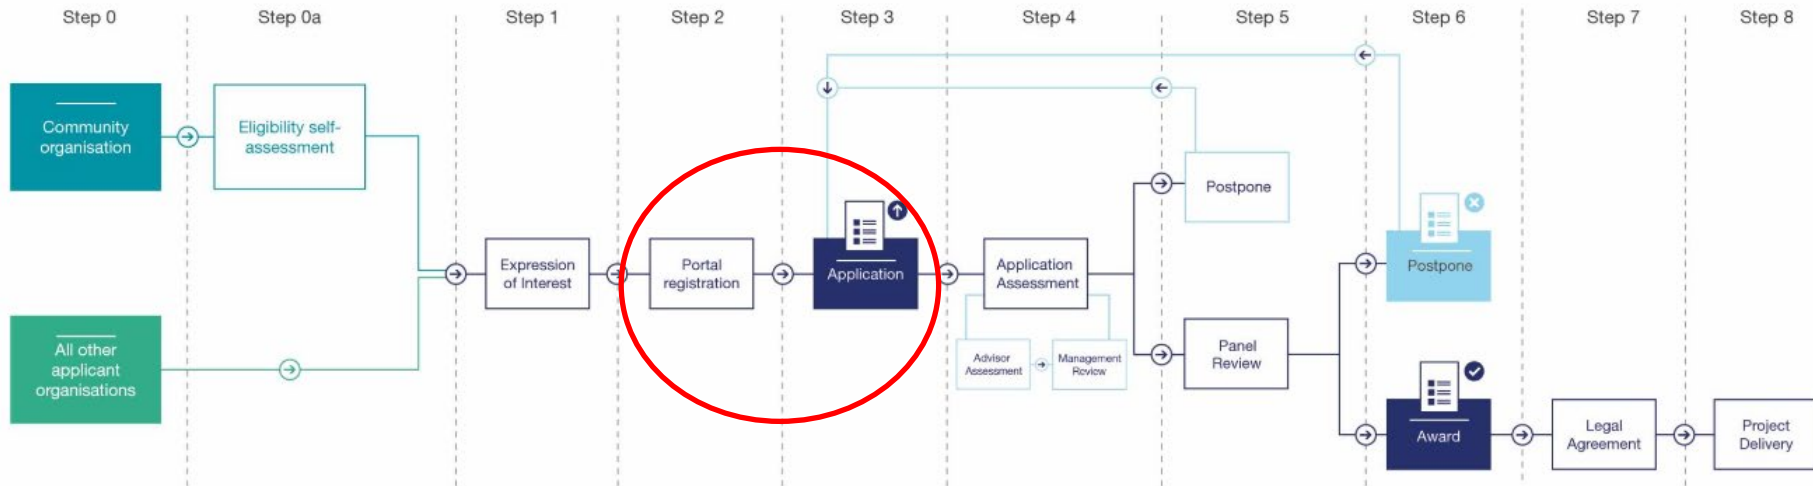 Step 0
Step 0a
Step 1
Step 2
Step 3
Step 4
Step 5
Step 6
Step 7
Step 8
Community
organisation
Eligibility self-
assessment
All other
applicant
organisations
Expression
of Interest
Portal
registration
Application
Application
Assessment
Advisor
Assessment
Management
Review
Postpone
Panel
Review
Postpone
Award
Legal
Agreement
Project
Delivery